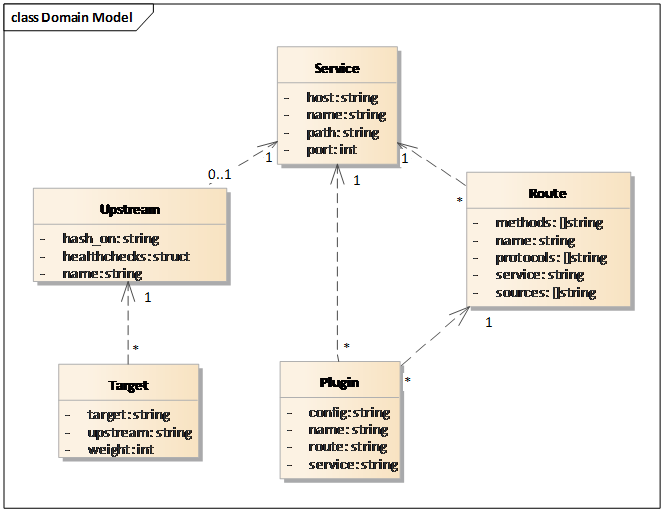 class Domain Model
Service
- host:string
- name:string
- path:string
- port:int
0..1
1
1
1
Upstream
- hash_on:string
- healthchecks:struct
- name:string
*
Route
- methods: []string
- name: string
- protocols: []string
- service: string
- sources: []string
1
1
*
*
*
Target
- target:string
- upstream:string
- weight:int
Plugin
- config:string
- name:string
- route:string
- service:string